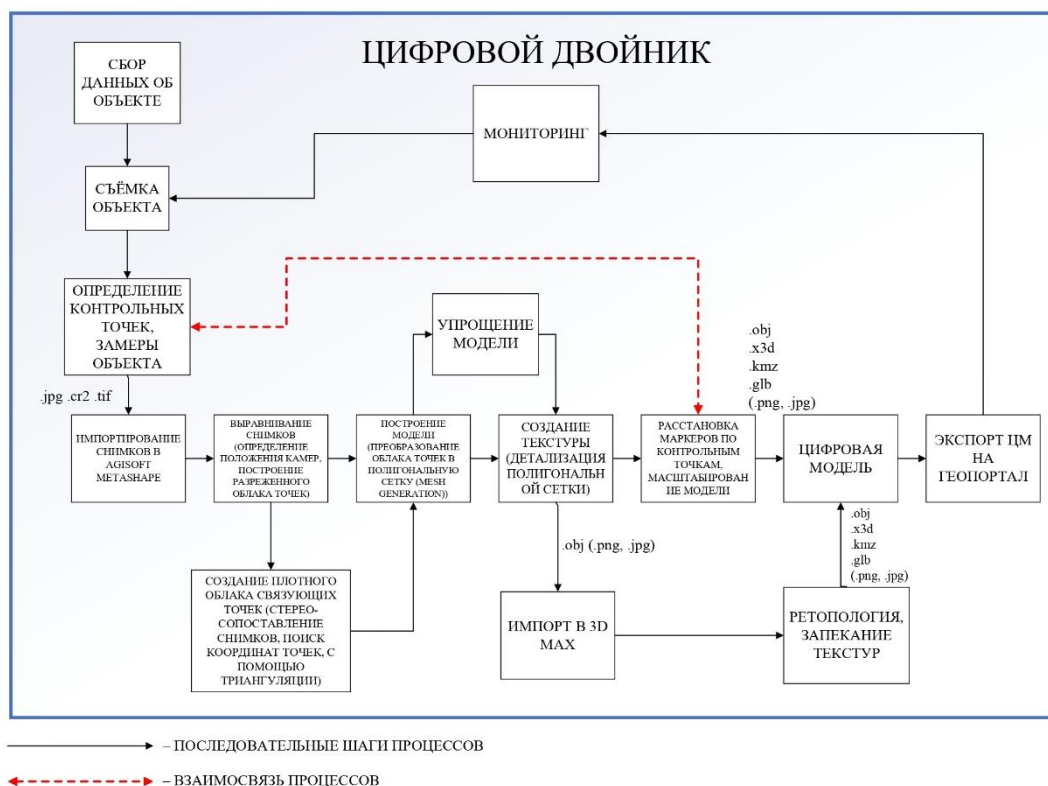 ЦИФРОВОЙ ДВОЙНИК
СБОР
ДАННЫХ ОБ
ОБЪЕКТЕ
МОНИТОРИНГ
СЪЁМКА
ОБЪЕКТА
ОПРЕДЕЛЕНИЕ
КОНТРОЛЬНЫХ
ТОЧЕК,
ЗАМЕРЫ
ОБЪЕКТА
УПРОЩЕНИЕ
МОДЕЛИ
.obj
.x3d
.kmz
.glb
(.png, .jpg)
.jpg .cr2 .tif
ИМПОРТИРОВАНИЕ
СНИМКОВ В
AGISOFT
METASHAPE
ВЫРАВНИВАНИЕ
СНИМКОВ
(ОПРЕДЕЛЕНИЕ
ПОЛОЖЕНИЯ КАМЕР,
ПОСТРОЕНИЕ
РАЗРЕЖЕННОГО
ОБЛАКА ТОЧЕК)
ПОСТРОЕНИЕ
МОДЕЛИ
(ПРЕОБРАЗОВАНИЕ
ОБЛАКА ТОЧЕК В
ПОЛИГОНАЛЬНУЮ
СЕТКУ (MESH
GENERATION))
СОЗДАНИЕ
ТЕКСТУРЫ
(ДЕТАЛИЗАЦИЯ
ПОЛИГОНАЛЬН
ОЙ СЕТКИ)
РАССТАНОВКА
МАРКЕРОВ ПО
КОНТРОЛЬНЫМ
ТОЧКАМ,
МАСШТАБИРОВАН
ИЕ МОДЕЛИ
ЦИФРОВАЯ
МОДЕЛЬ
ЭКСПОРТ ЦМ
НА
ГЕОПОРТАЛ
.obj (.png, .jpg)
.obj
.x3d
.kmz
.glb
(.png, .jpg)
СОЗДАНИЕ ПЛОТНОГО
ОБЛАКА СВЯЗУЮЩИХ
ТОЧЕК (СТЕРЕО-
СОПОСТАВЛЕНИЕ
СНИМКОВ, ПОИСК
КООРДИНАТ ТОЧЕК, С
ПОМОЩЬЮ
ТРИАНГУЛЯЦИИ)
ИМПОРТ В 3D
MAX
РЕТОПОЛОГИЯ,
ЗАПЕКАНИЕ
ТЕКСТУР
– ПОСЛЕДОВАТЕЛЬНЫЕ ШАГИ ПРОЦЕССОВ
– ВЗАИМОСВЯЗЬ ПРОЦЕССОВ